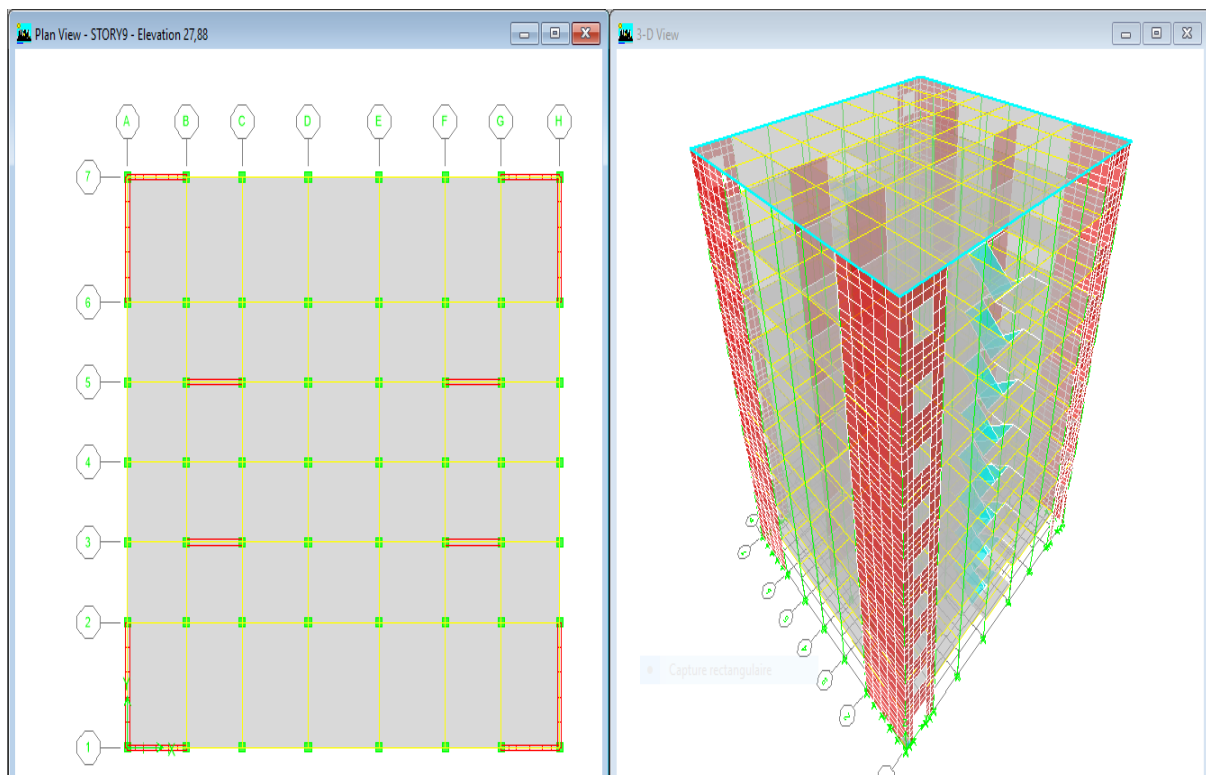 Plan View - STORY9 - Elevation 27,88
A B C D E F G H
7
6
5
4
3
2
1
Y
X
3-D View
Capture rectangulaire